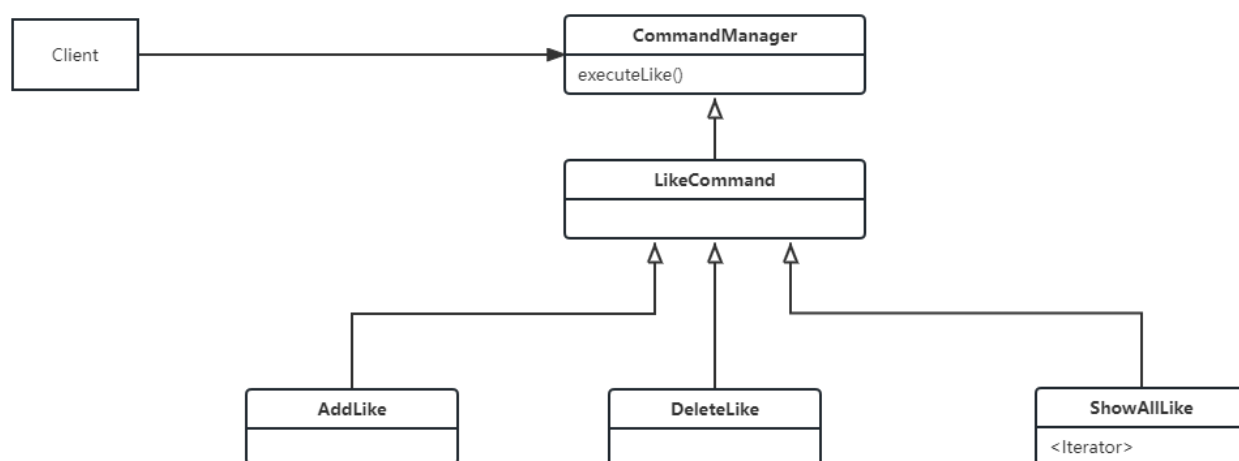 Client
CommandManager
executeLike()
LikeCommand
AddLike
DeleteLike
ShowAllLike
<Iterator>